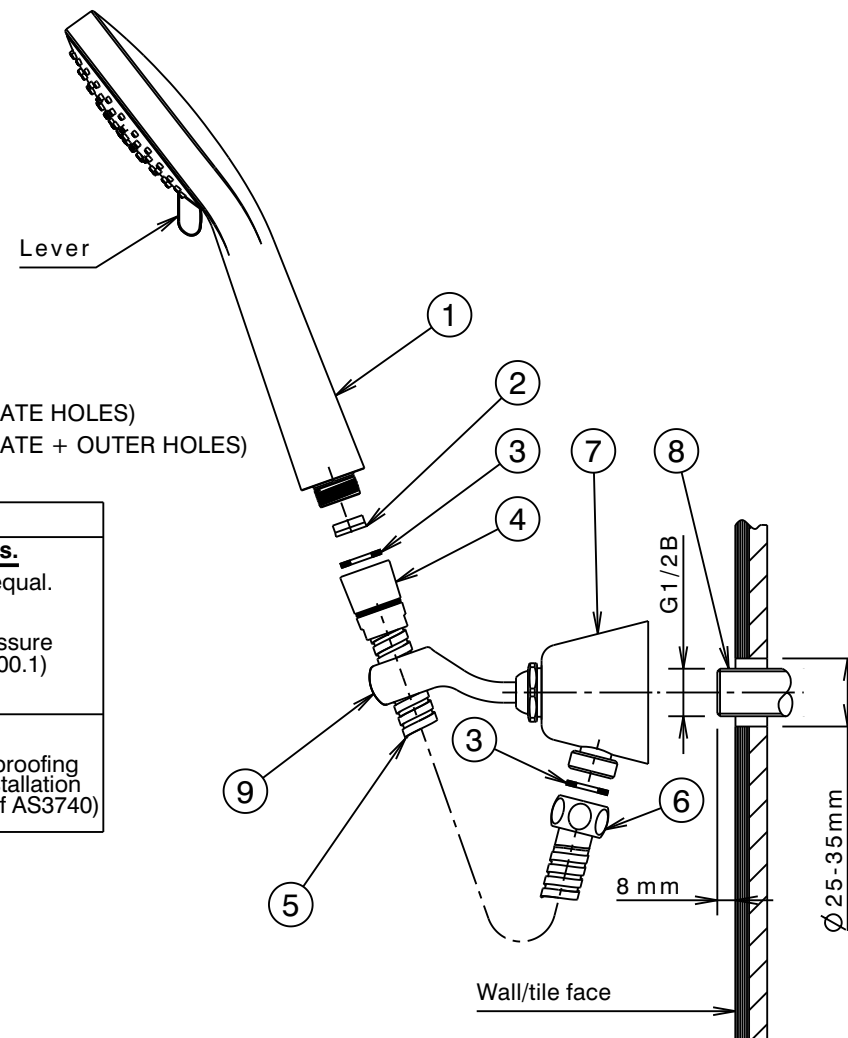 Lever
1
2
ATE HOLES)
ATE + OUTER HOLES)
3
7
8
4
s.
equal.
ssure
00.1)
G1/2B
proofing
tallation
f AS3740)
9
3
6
5
8 mm
Ø25-35mm
Wall/tile face